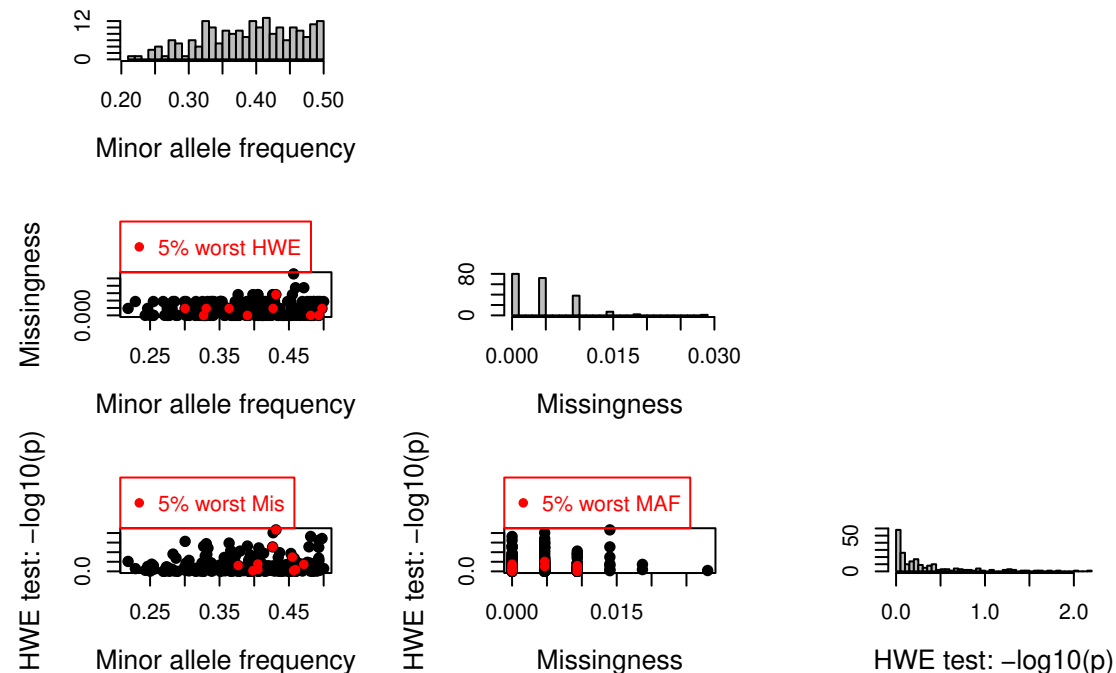 0 12
0.20 0.30 0.40 0.50
Minor allele frequency
Missingness
5% worst HWE
0.000
0.25 0.35 0.45
Minor allele frequency
0 80
0.000 0.015 0.030
Missingness
HWE test: −log10(p)
5% worst Mis
0.0
0.25 0.35 0.45
Minor allele frequency
HWE test: −log10(p)
5% worst MAF
0.0
0.000 0.015
Missingness
0 50
0.0 1.0 2.0
HWE test: −log10(p)